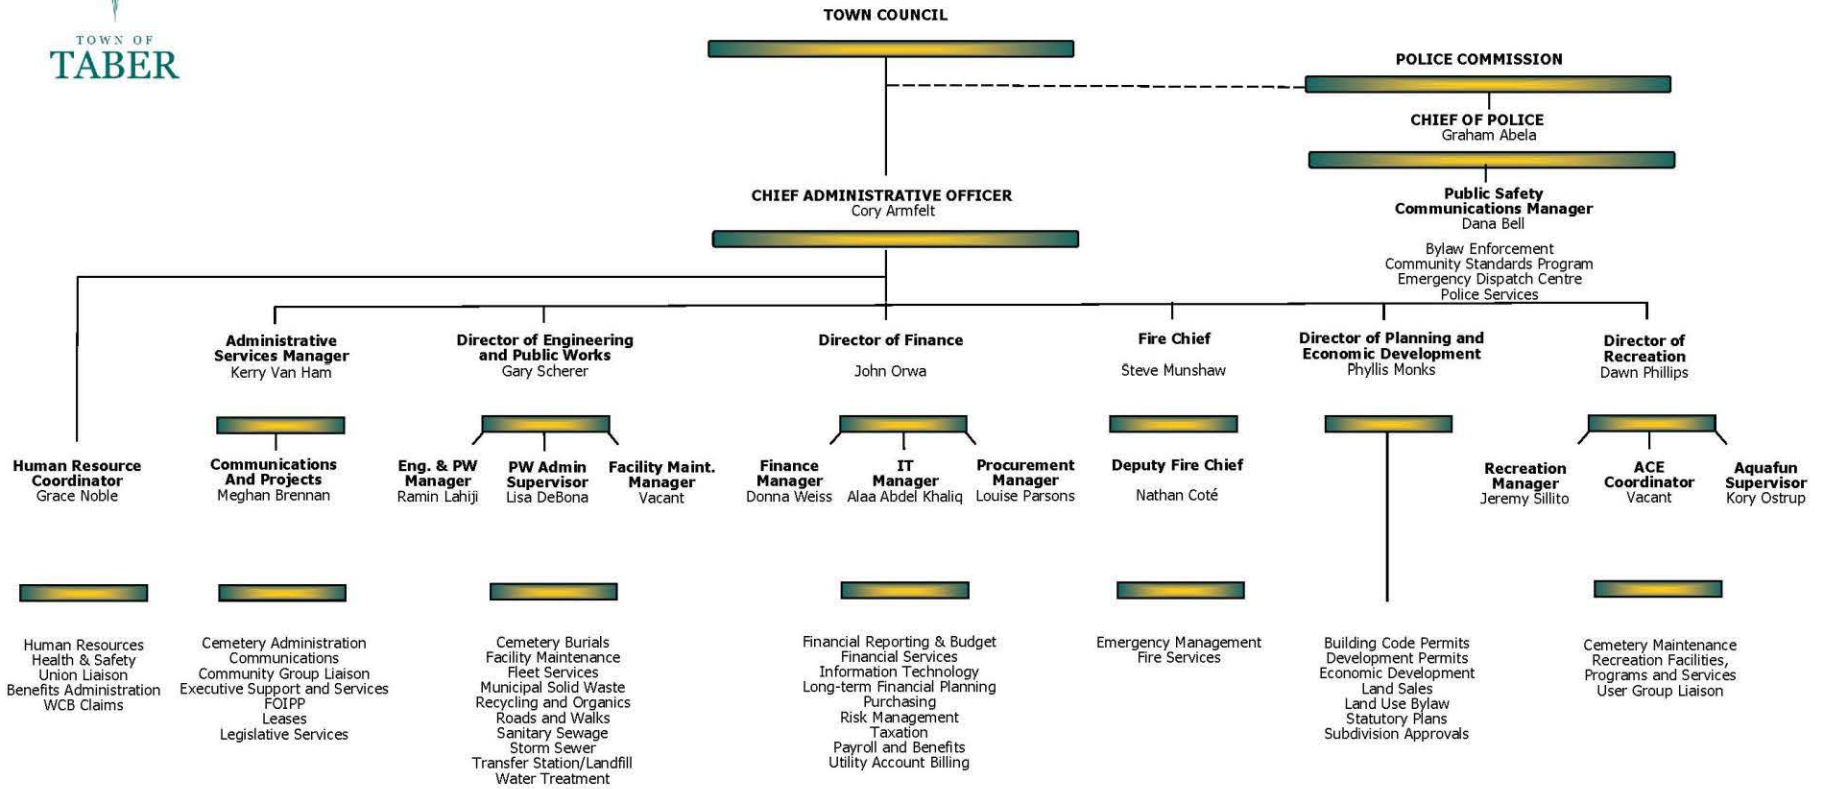 TOWN OF
TABER
TOWN COUNCIL
POLICE COMMISSION
CHIEF OF POLICE
Graham Abela
Public Safety
Communications Manager
Dana Bell
Bylaw Enforcement
Community Standards Program
Emergency Dispatch Centre
Police Services
CHIEF ADMINISTRATIVE OFFICER
Cory Armfelt
Administrative
Services Manager
Kerry Van Ham
Director of Engineering
and Public Works
Gary Scherer
Director of Finance
John Orwa
Fire Chief
Steve Munshaw
Director of Planning and
Economic Development
Phyllis Monks
Director of
Recreation
Dawn Phillips
Human Resource
Coordinator
Grace Noble
Communications
And Projects
Meghan Brennan
Eng. & PW
Manager
Ramin Lahiji
PW Admin
Supervisor
Lisa DeBona
Facility Maint.
Manager
Vacant
Finance
Manager
Donna Weiss
IT
Manager
Alaa Abdel Khaliq
Procurement
Manager
Louise Parsons
Deputy Fire Chief
Nathan Coté
Recreation
Manager
Jeremy Sillito
ACE
Coordinator
Vacant
Aquafun
Supervisor
Kory Ostrup
Human Resources
Health & Safety
Union Liaison
Benefits Administration
WCB Claims
Cemetery Administration
Communications
Community Group Liaison
Executive Support and Services
FOIPP
Leases
Legislative Services
Cemetery Burials
Facility Maintenance
Fleet Services
Municipal Solid Waste
Recycling and Organics
Roads and Walks
Sanitary Sewage
Storm Sewer
Transfer Station/Landfill
Water Treatment
Financial Reporting & Budget
Financial Services
Information Technology
Long-term Financial Planning
Purchasing
Risk Management
Taxation
Payroll and Benefits
Utility Account Billing
Emergency Management
Fire Services
Building Code Permits
Development Permits
Economic Development
Land Sales
Land Use Bylaw
Statutory Plans
Subdivision Approvals
Cemetery Maintenance
Recreation Facilities,
Programs and Services
User Group Liaison